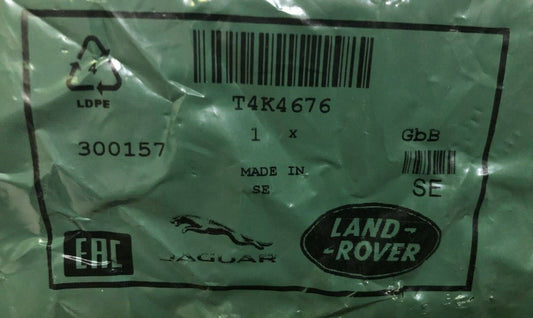 4
LDPE
T4K4676
1 x
300157
GbB
MADE IN
SE
SE
EAC
JAGUAR
LAND-
-ROVER